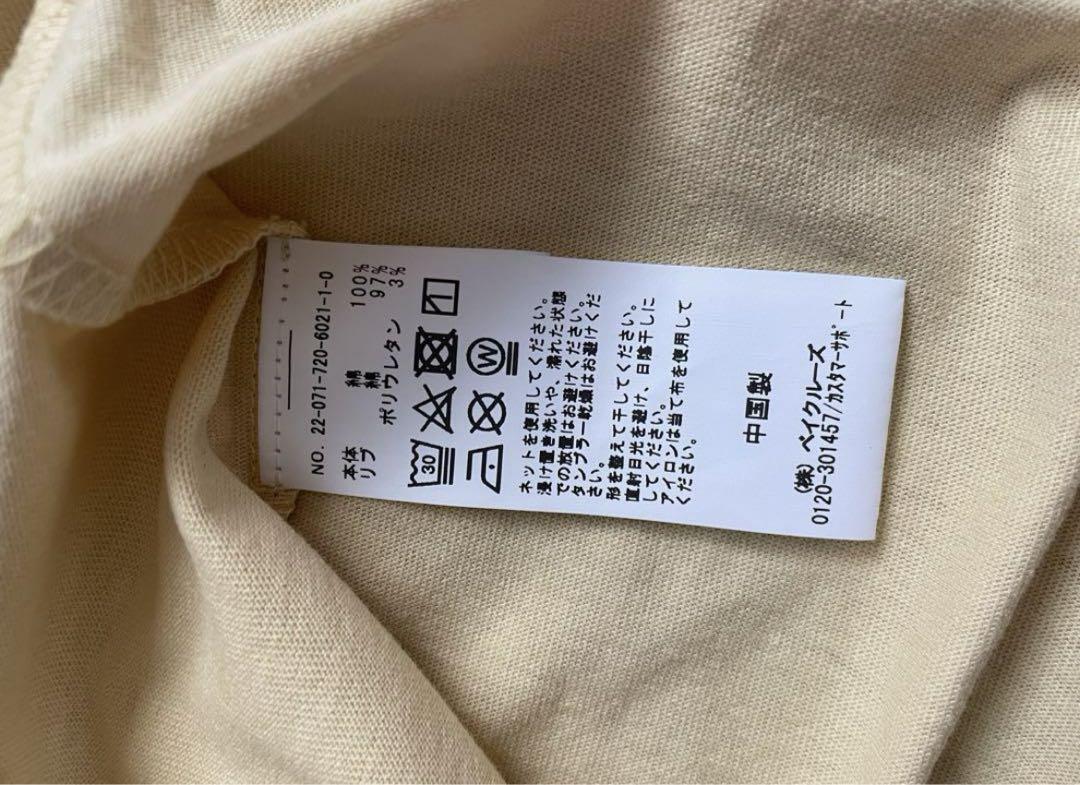 NO. 22-071-720-6021-1-0
本体 綿 100%
リブ 綿 97%
ポリウレタン 3%
30
W
ネットを使用してください。
浸け置き洗いや、濡れた状態
での放置はお避けください。
タンブラー乾燥はお避けくだ
さい。
形を整えて干してください。
直射日光を避け、日陰干しに
してください。
アイロンは当て布を使用して
ください。
中国製
(株) ベイクルーズ
0120-301457/カスタマーサポート